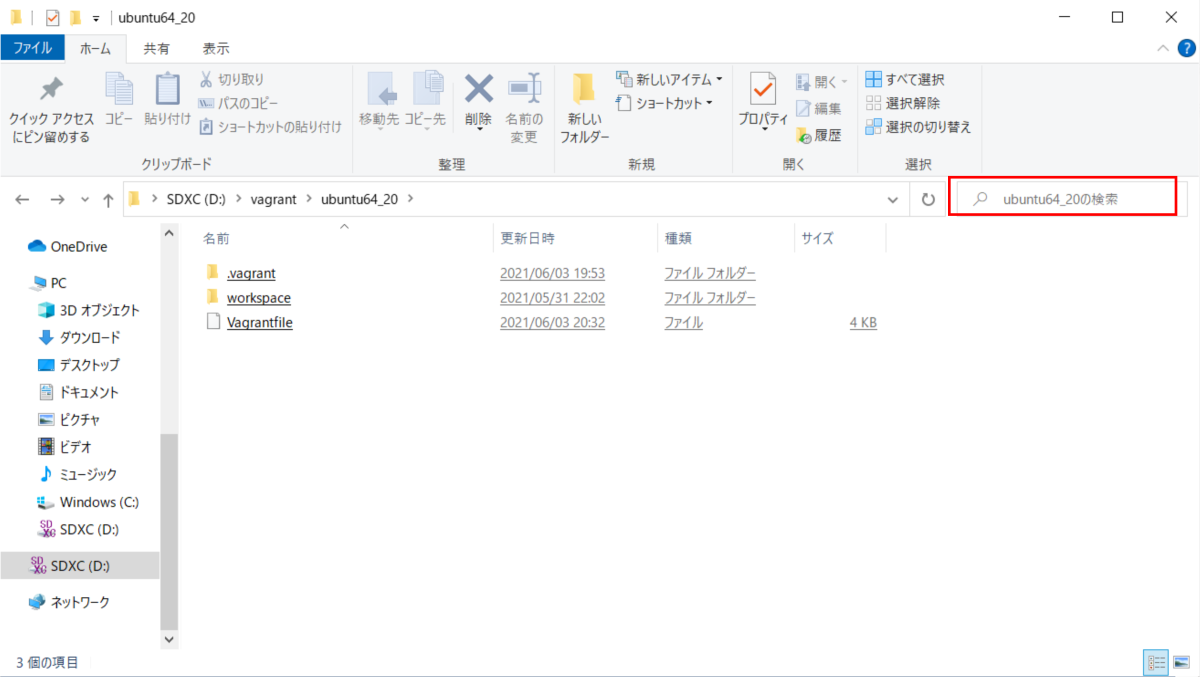 ubuntu64_20
ファイル ホーム 共有 表示
クイック アクセス
にピン留めする
コピー
貼り付け
切り取り
パスのコピー
ショートカットの貼り付け
クリップボード
移動先
コピー先
削除
名前の
変更
整理
新しい
フォルダー
新しいアイテム
ショートカット
新規
プロパティ
開く
編集
履歴
開く
すべて選択
選択解除
選択の切り替え
選択
SDXC (D:) vagrant ubuntu64_20
ubuntu64_20の検索
OneDrive
PC
3D オブジェクト
ダウンロード
デスクトップ
ドキュメント
ピクチャ
ビデオ
ミュージック
Windows (C:)
SDXC (D:)
SDXC (D:)
ネットワーク
名前 更新日時 種類 サイズ
.vagrant 2021/06/03 19:53 ファイル フォルダー
workspace 2021/05/31 22:02 ファイル フォルダー
Vagrantfile 2021/06/03 20:32 ファイル 4 KB
3 個の項目